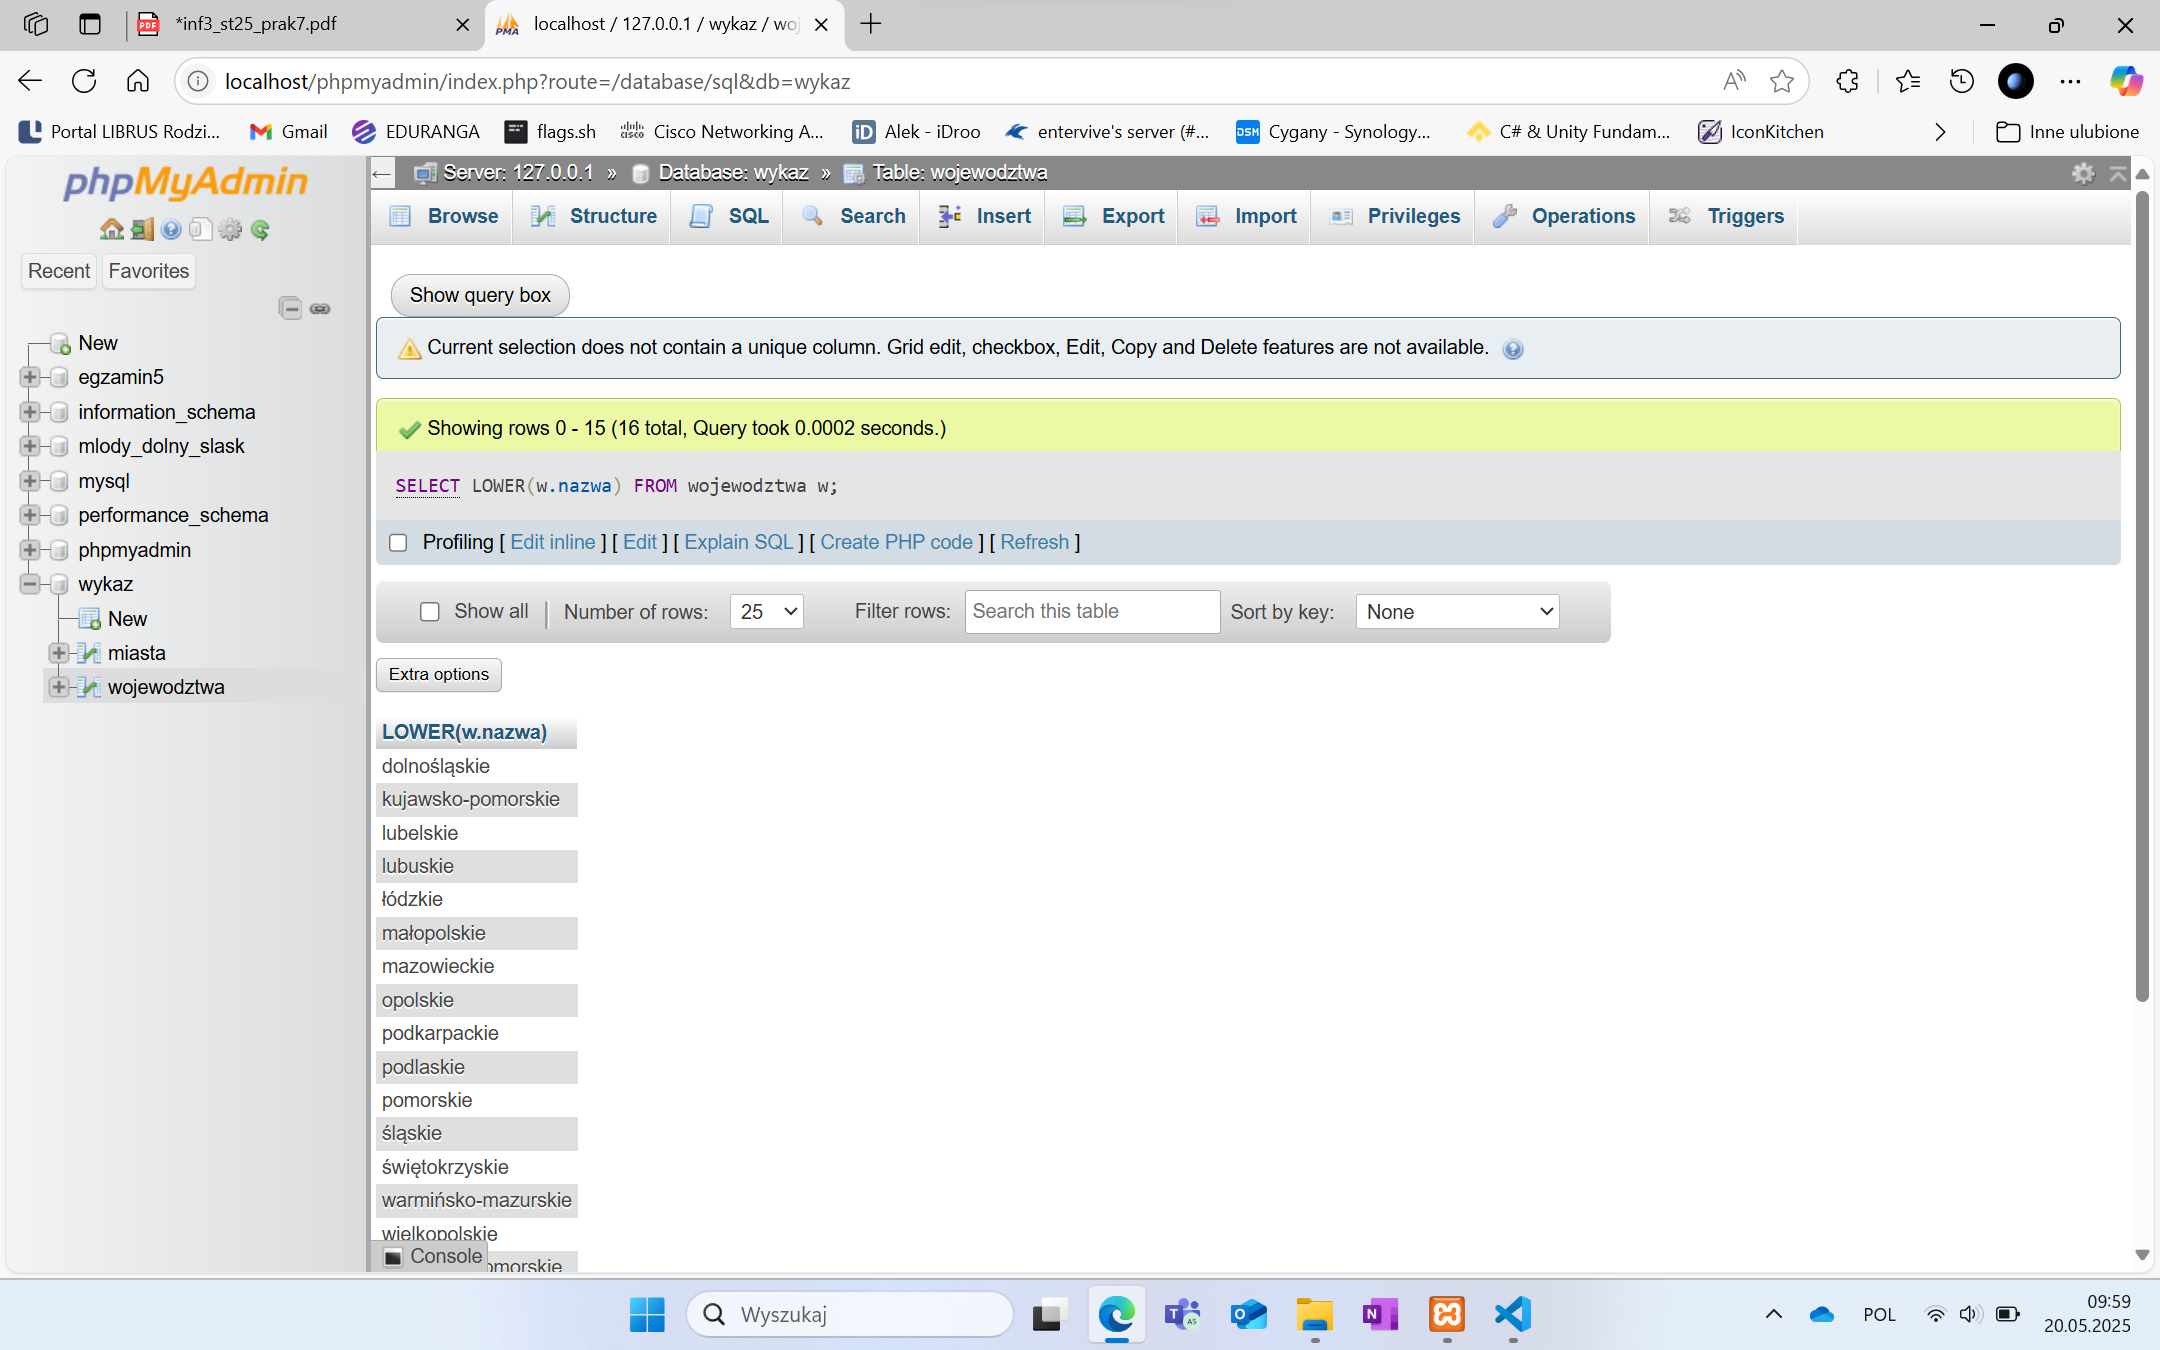 *inf3_st25_prak7.pdf
localhost / 127.0.0.1 / wykaz / woj
localhost/phpmyadmin/index.php?route=/database/sql&db=wykaz
Portal LIBRUS Rodzi...
Gmail
EDURANGA
flags.sh
Cisco Networking A...
Alek - iDroo
entervive's server (#...
Cygany - Synology...
C# & Unity Fundam...
IconKitchen
Inne ulubione
phpMyAdmin
Recent
Favorites
New
egzamin5
information_schema
mlody_dolny_slask
mysql
performance_schema
phpmyadmin
wykaz
New
miasta
wojewodztwa
Server: 127.0.0.1 » Database: wykaz » Table: wojewodztwa
Browse
Structure
SQL
Search
Insert
Export
Import
Privileges
Operations
Triggers
Show query box
Current selection does not contain a unique column. Grid edit, checkbox, Edit, Copy and Delete features are not available.
Showing rows 0 - 15 (16 total, Query took 0.0002 seconds.)
SELECT LOWER(w.nazwa) FROM wojewodztwa w;
Profiling [ Edit inline ] [ Edit ] [ Explain SQL ] [ Create PHP code ] [ Refresh ]
Show all
Number of rows: 25
Filter rows: Search this table
Sort by key: None
Extra options
LOWER(w.nazwa)
dolnośląskie
kujawsko-pomorskie
lubelskie
lubuskie
łódzkie
małopolskie
mazowieckie
opolskie
podkarpackie
podlaskie
pomorskie
śląskie
świętokrzyskie
warmińsko-mazurskie
wielkopolskie
omorskie
Console
Wyszukaj
POL
09:59
20.05.2025